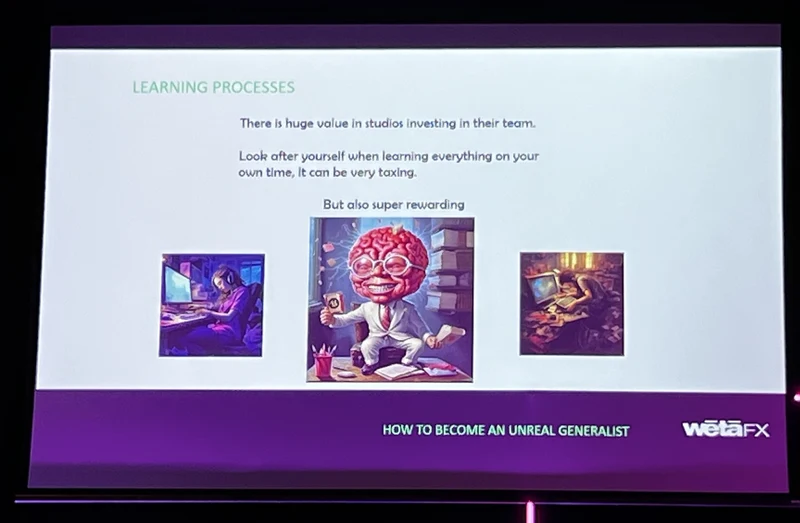 LEARNING PROCESSES
There is huge value in studios investing in their team.
Look after yourself when learning everything on your
own time, it can be very taxing.
But also super rewarding
HOW TO BECOME AN UNREAL GENERALIST
wētāFX